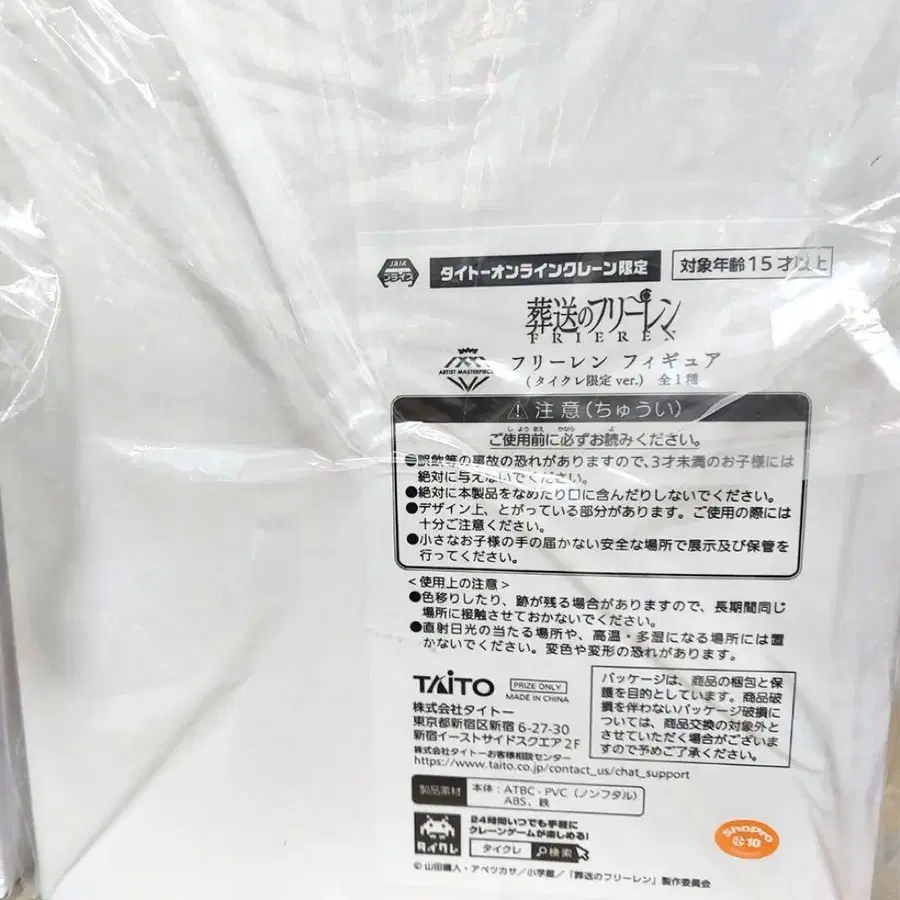 JAIA
プライズ
タイトーオンラインクレーン限定
対象年齢15才以上
葬送のフリーレン
FRIEREN
ARTIST MASTERPIECE
フリーレン フィギュア
(タイクレ限定 ver.) 全1種
注意(ちゅうい)
しようまえ かなら よ
ご使用前に必ずお読みください。
●誤飲等の事故の恐れがありますので、3才未満のお子様には
絶対に与えないでください。
●絶対に本製品をなめたり口に含んだりしないでください。
●デザイン上、とがっている部分があります。ご使用の際には
十分ご注意ください。
●小さなお子様の手の届かない安全な場所で展示及び保管を
行ってください。
<使用上の注意>
●色移りしたり、跡が残る場合がありますので、長期間同じ
場所に接触させておかないでください。
●直射日光の当たる場所や、高温・多湿になる場所には置
かないでください。変色や変形の恐れがあります。
TAITO
PRIZE ONLY
MADE IN CHINA
株式会社タイトー
東京都新宿区新宿 6-27-30
新宿イーストサイドスクエア 2F
株式会社タイトーお客様相談センター
https://www.taito.co.jp/contact_us/chat_support
パッケージは、商品の梱包と保
護を目的としています。商品破
損を伴わないパッケージ破損に
ついては、商品交換の対象外と
させていただく場合がございま
すので予めご了承ください。
製品素材
本体:ATBC-PVC(ノンフタル)
ABS、鉄
タイクレ
24時間いつでも手軽に
クレーンゲームが楽しめる!
タイクレ 検索
ShoPro
10
© 山田鐘人・アベツカサ/小学館/「葬送のフリーレン」製作委員会